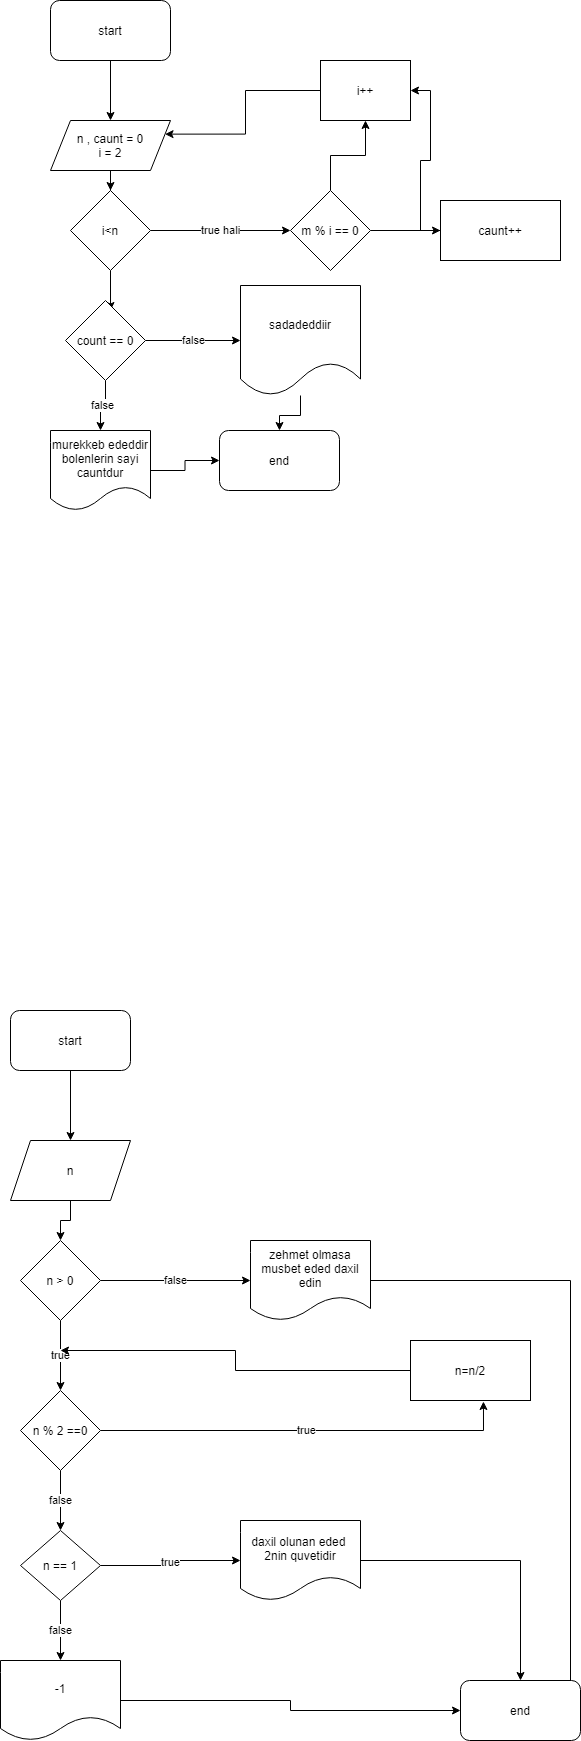 start
i++
n , caunt = 0
i = 2
i<n
true hali
m % i == 0
caunt++
sadadeddiir
count == 0
false
false
murekkeb ededdir
bolenlerin sayi
cauntdur
end
start
n
n > 0
false
zehmet olmasa
musbet eded daxil
edin
true
n=n/2
n % 2 ==0
true
false
n == 1
true
daxil olunan eded
2nin quvetidir
false
-1
end